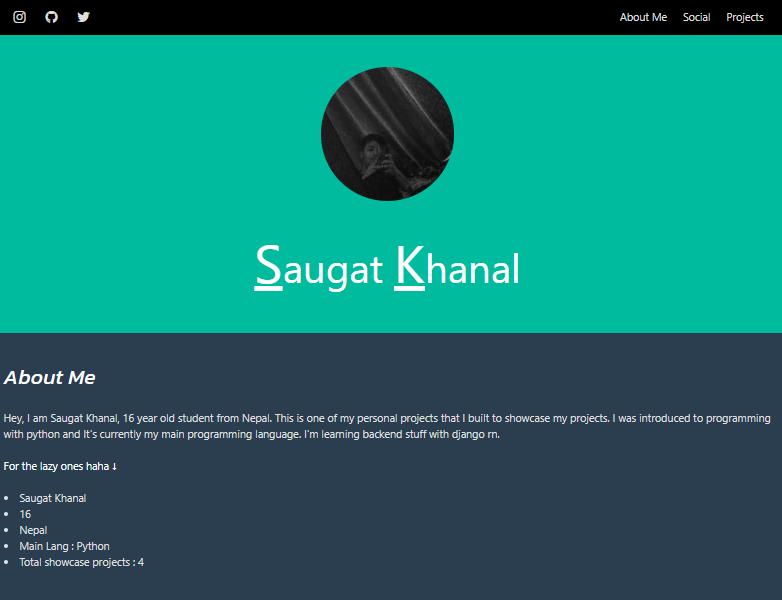 About Me Social Projects
Saugat Khanal
About Me
Hey, I am Saugat Khanal, 16 year old student from Nepal. This is one of my personal projects that I built to showcase my projects. I was introduced to programming
with python and It's currently my main programming language. I'm learning backend stuff with django rn.
For the lazy ones haha ↓
• Saugat Khanal
• 16
• Nepal
• Main Lang : Python
• Total showcase projects : 4